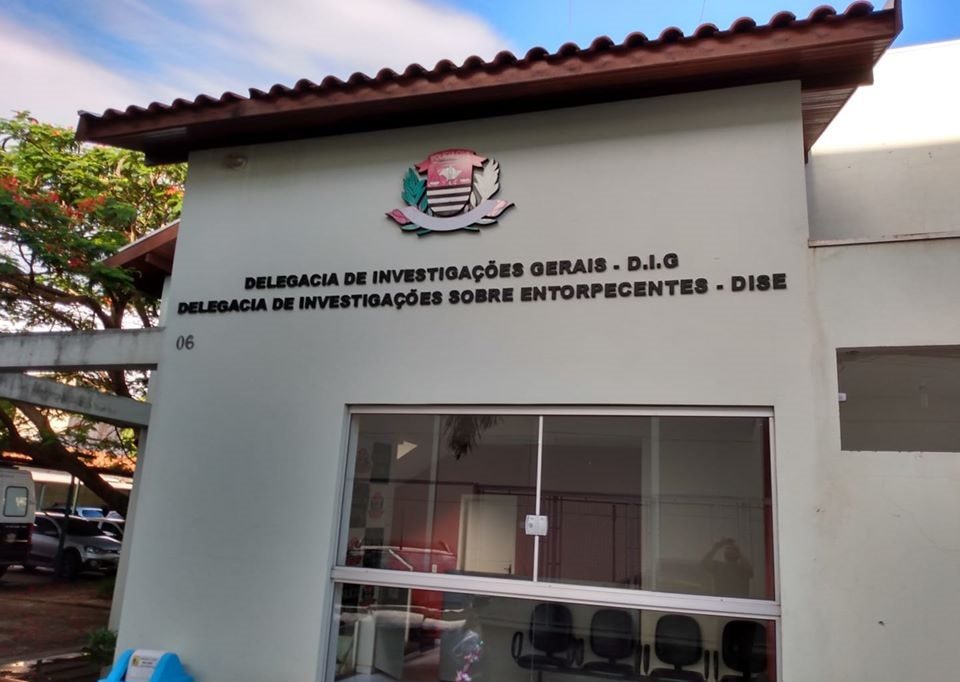 DELEGACIA DE INVESTIGAÇÕES GERAIS - D.I.G
DELEGACIA DE INVESTIGAÇÕES SOBRE ENTORPECENTES - DISE
06